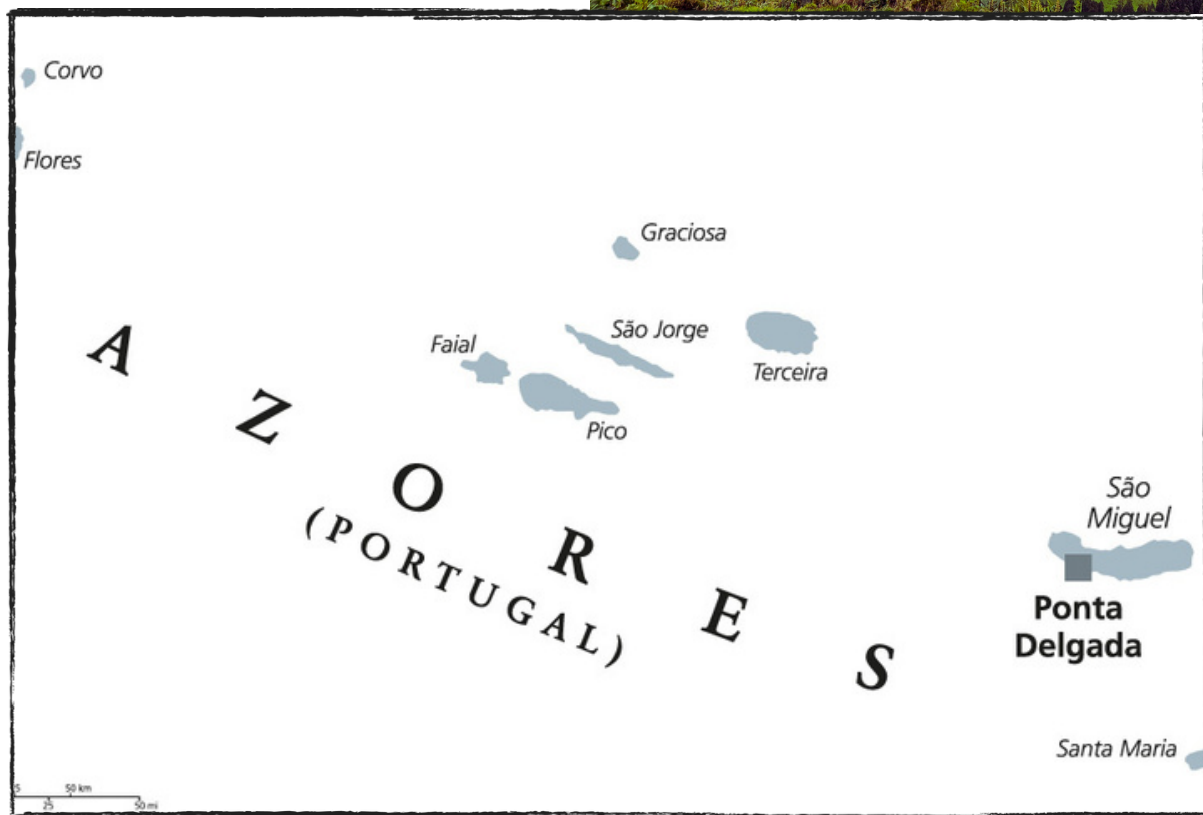 Corvo
Flores
Graciosa
São Jorge
Faial
Terceira
Pico
AZORES
(PORTUGAL)
São
Miguel
Ponta
Delgada
Santa Maria
50 km
25
50 mi